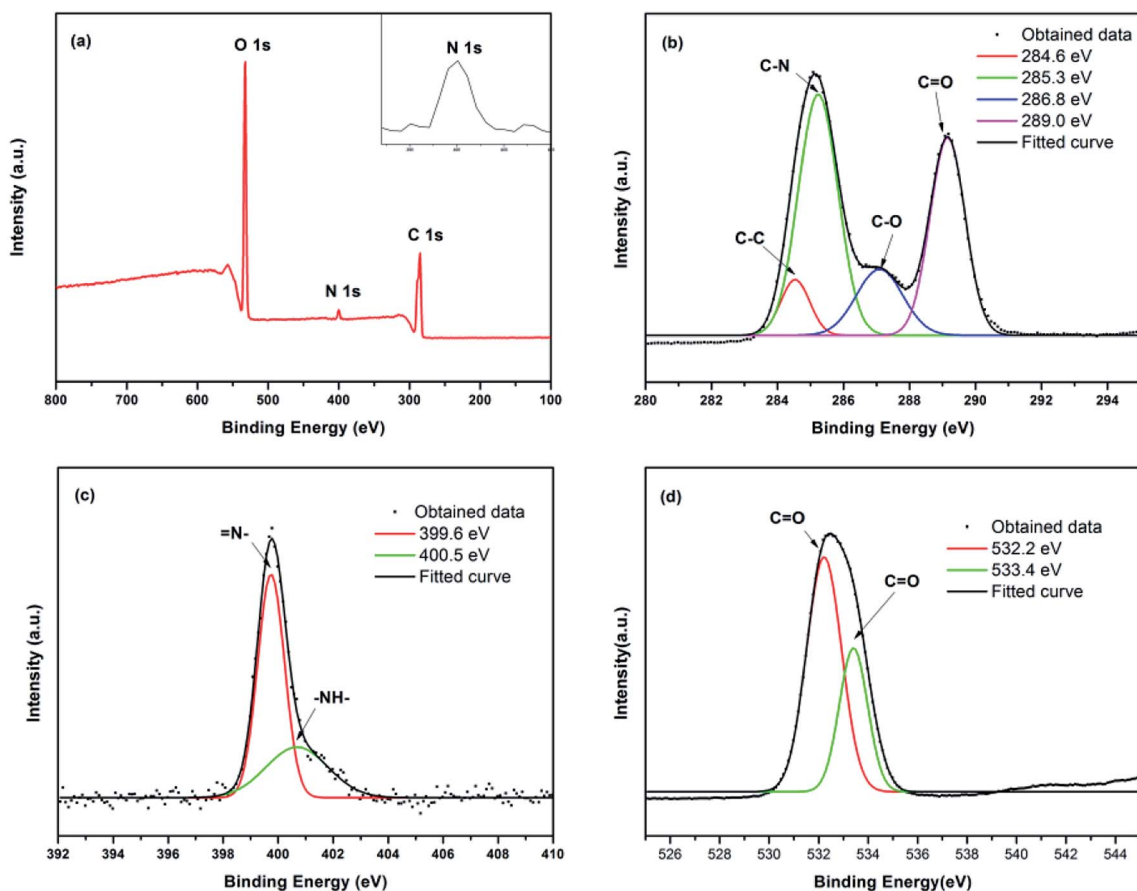 (a)
O 1s
N 1s
N 1s
C 1s
Intensity (a.u.)
800 700 600 500 400 300 200 100
Binding Energy (eV)
(b)
Obtained data
284.6 eV
285.3 eV
286.8 eV
289.0 eV
Fitted curve
C-N
C=O
C-C
C-O
Intensity (a.u.)
280 282 284 286 288 290 292 294
Binding Energy (eV)
(c)
Obtained data
399.6 eV
400.5 eV
Fitted curve
=N-
-NH-
Intensity (a.u.)
392 394 396 398 400 402 404 406 408 410
Binding Energy (eV)
(d)
Obtained data
532.2 eV
533.4 eV
Fitted curve
C=O
C=O
Intensity(a.u.)
526 528 530 532 534 536 538 540 542 544
Binding Energy(eV)